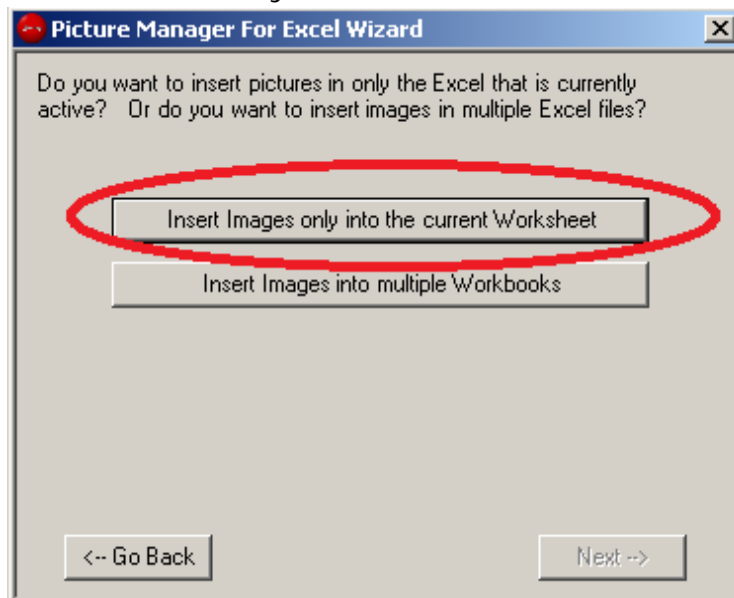 Picture Manager For Excel Wizard
Do you want to insert pictures in only the Excel that is currently
active? Or do you want to insert images in multiple Excel files?
Insert Images only into the current Worksheet
Insert Images into multiple Workbooks
<-- Go Back
Next -->